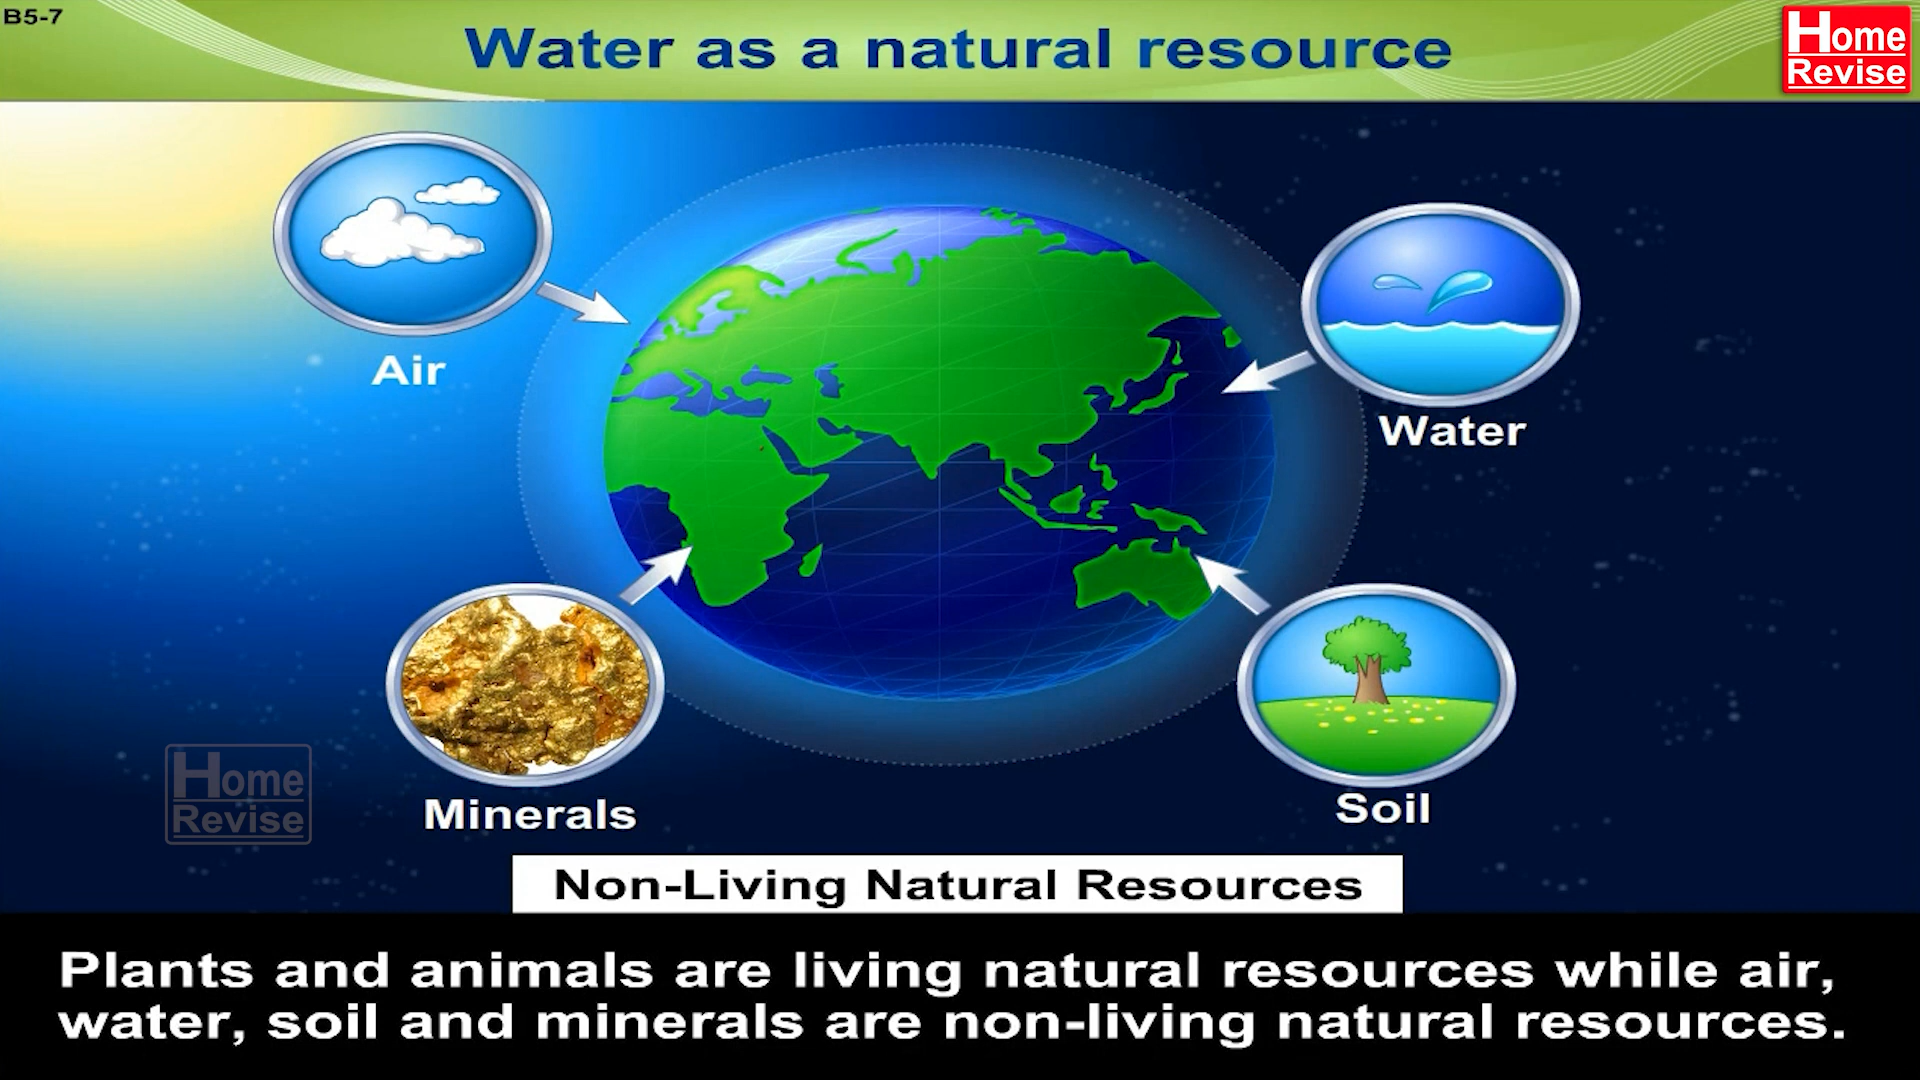 B5-7
Water as a natural resource
Home
Revise
Air
Water
Minerals
Soil
Home
Revise
Non-Living Natural Resources
Plants and animals are living natural resources while air,
water, soil and minerals are non-living natural resources.